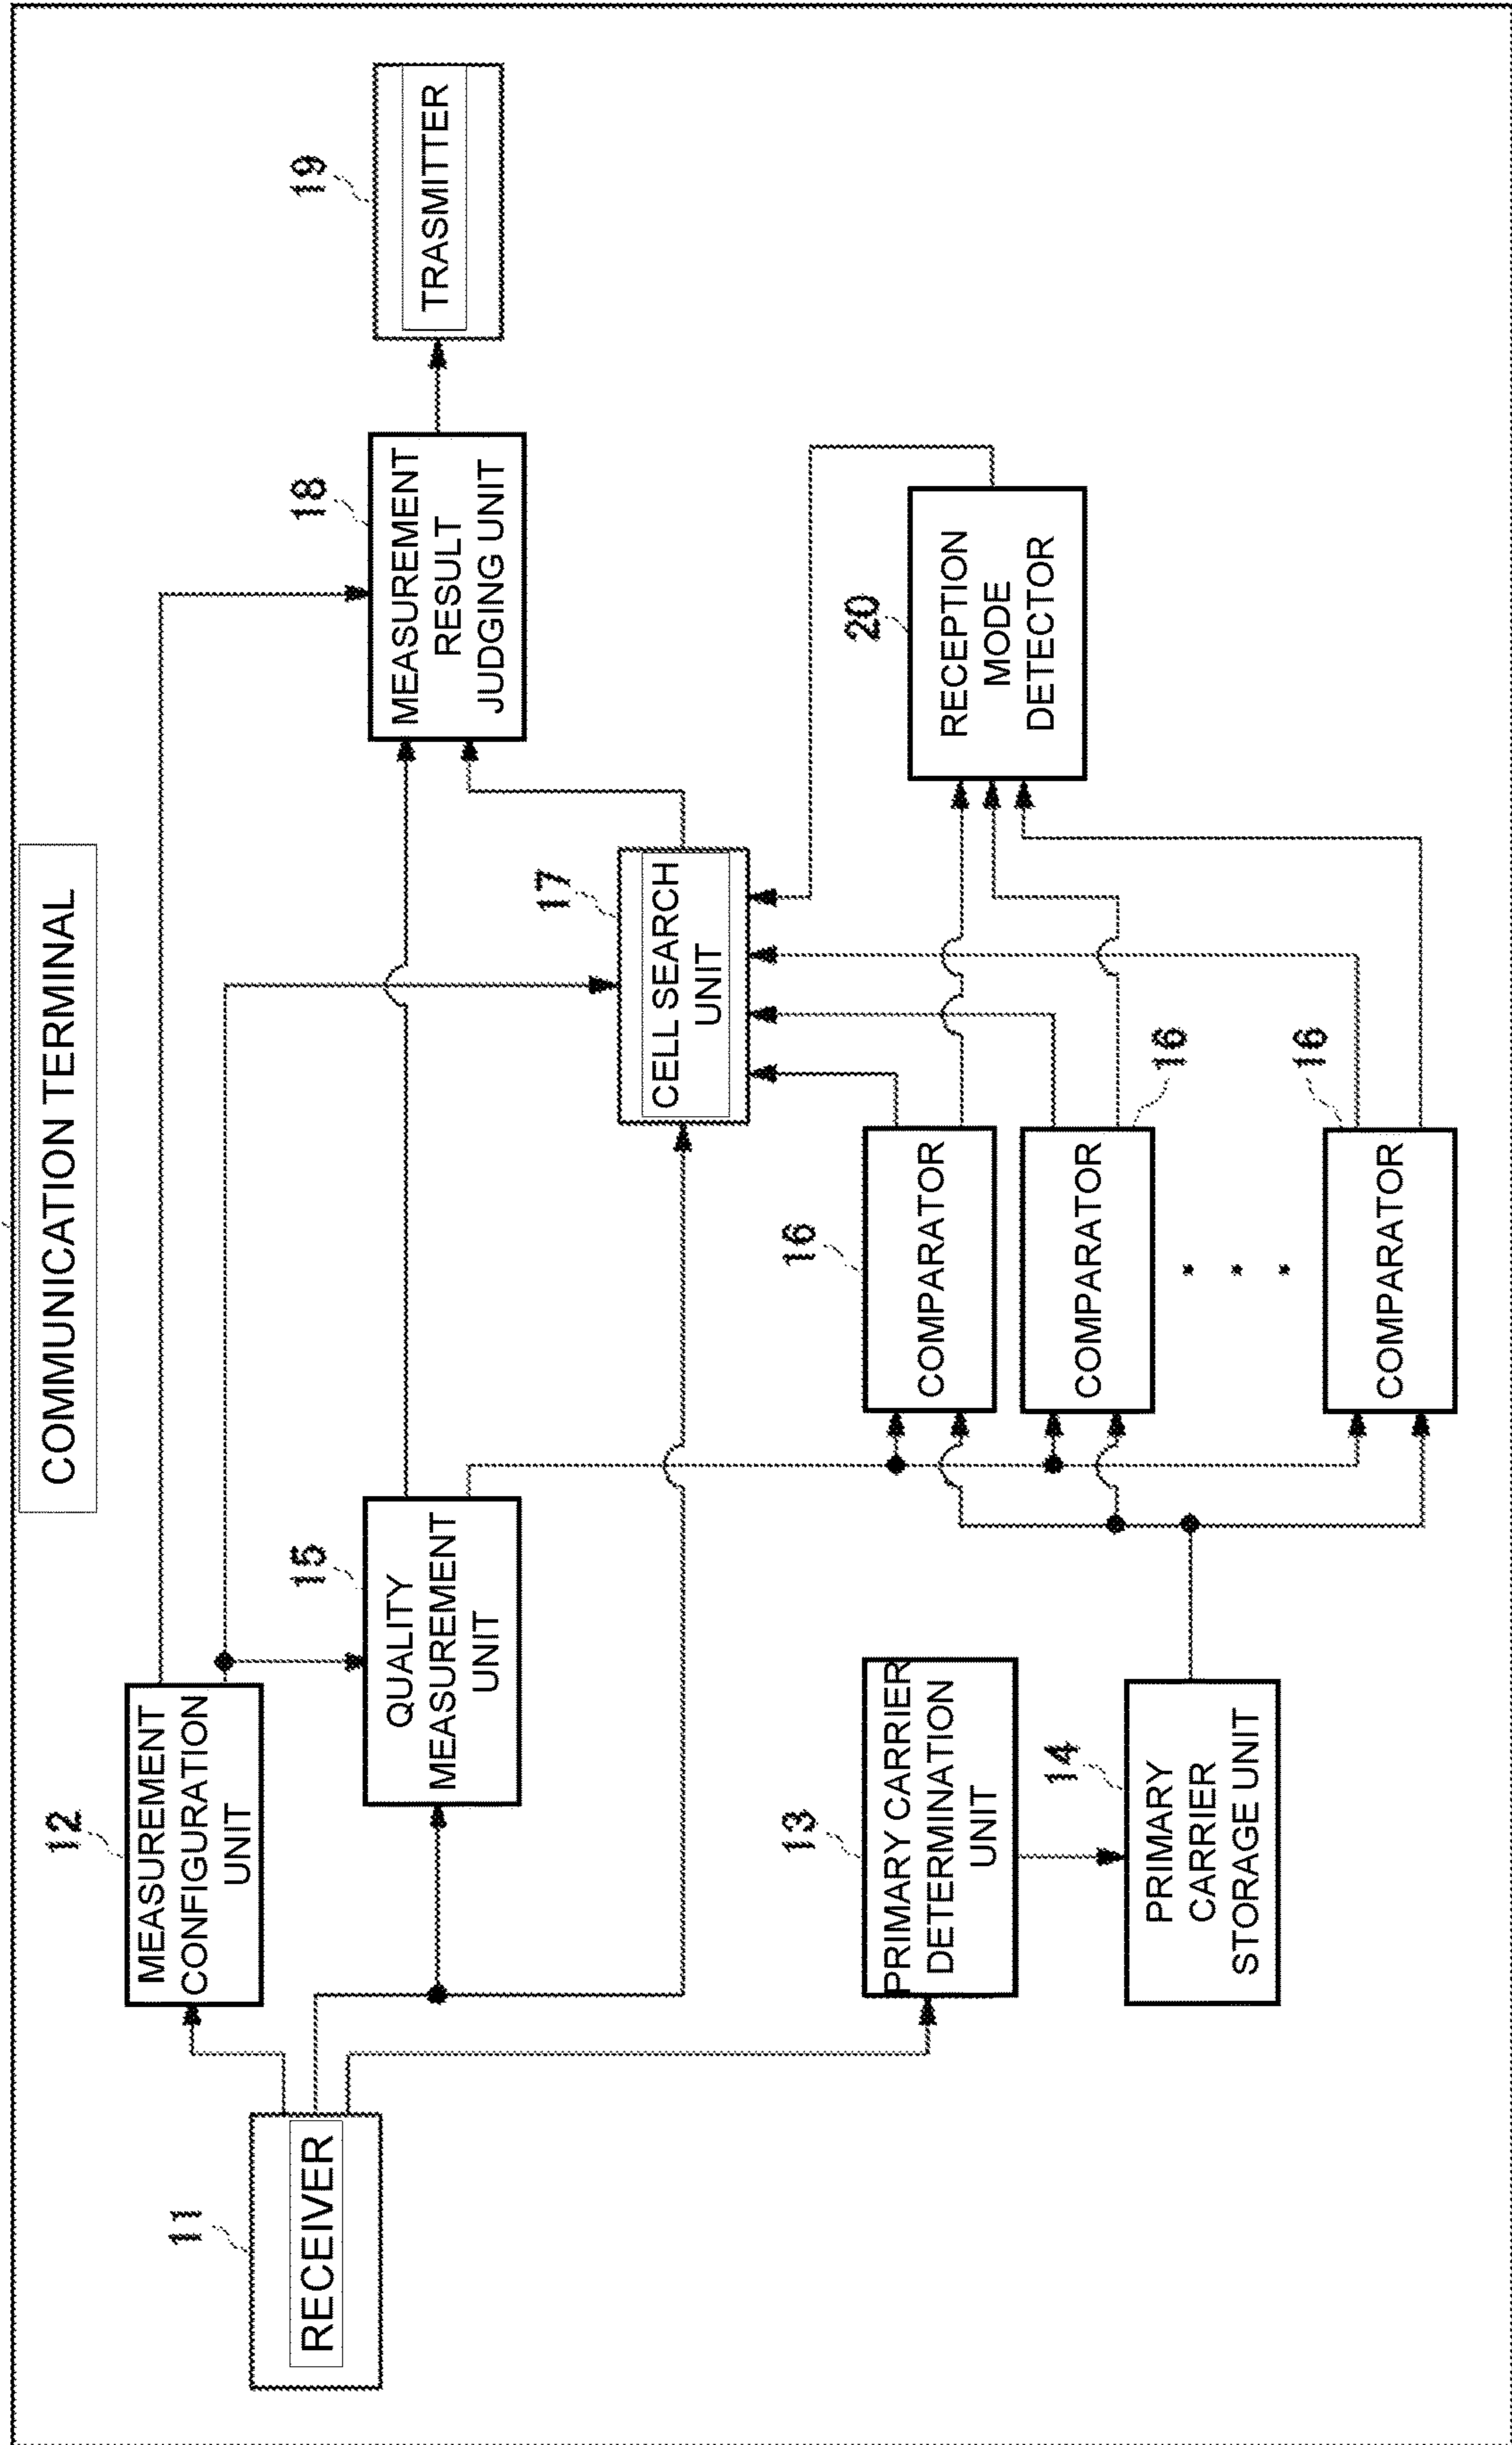 COMMUNICATION TERMINAL
11
RECEIVER
12
MEASUREMENT
CONFIGURATION
UNIT
15
QUALITY
MEASUREMENT
UNIT
13
PRIMARY CARRIER
DETERMINATION
UNIT
14
PRIMARY
CARRIER
STORAGE UNIT
16
COMPARATOR
16
COMPARATOR
16
COMPARATOR
17
CELL SEARCH
UNIT
18
MEASUREMENT
RESULT
JUDGING UNIT
19
TRASMITTER
20
RECEPTION
MODE
DETECTOR